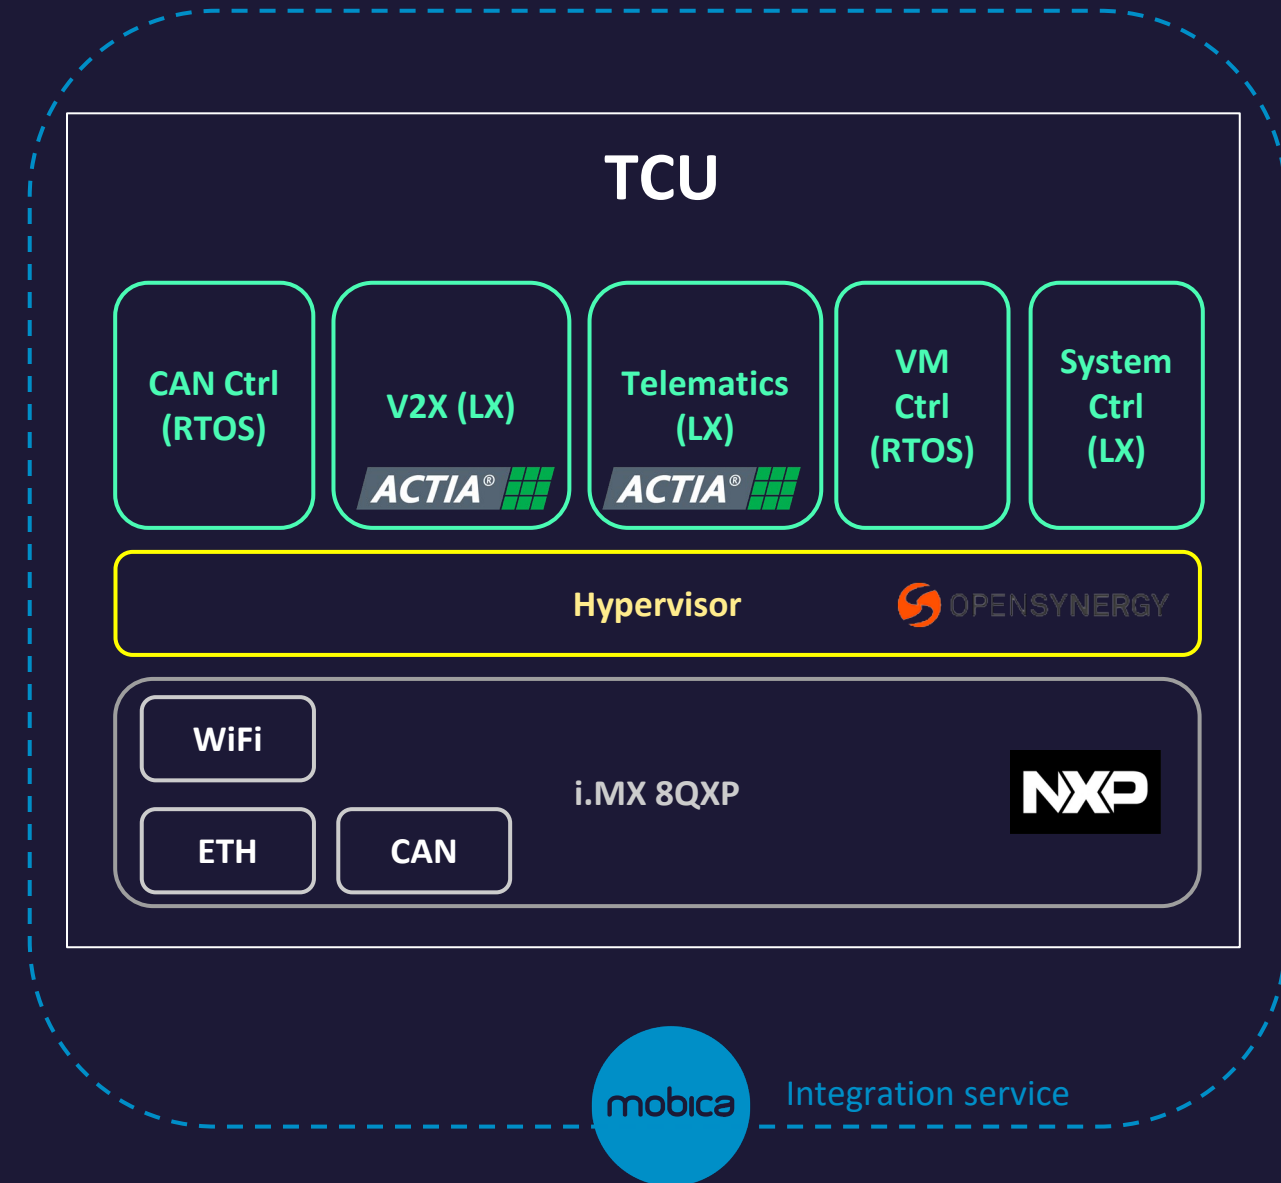 TCU
CAN Ctrl
(RTOS)
V2X (LX)
ACTIA®
Telematics
(LX)
ACTIA®
VM
Ctrl
(RTOS)
System
Ctrl
(LX)
Hypervisor
OPENSYNERGY
WiFi
i.MX 8QXP
NXP
ETH
CAN
mobica
Integration service